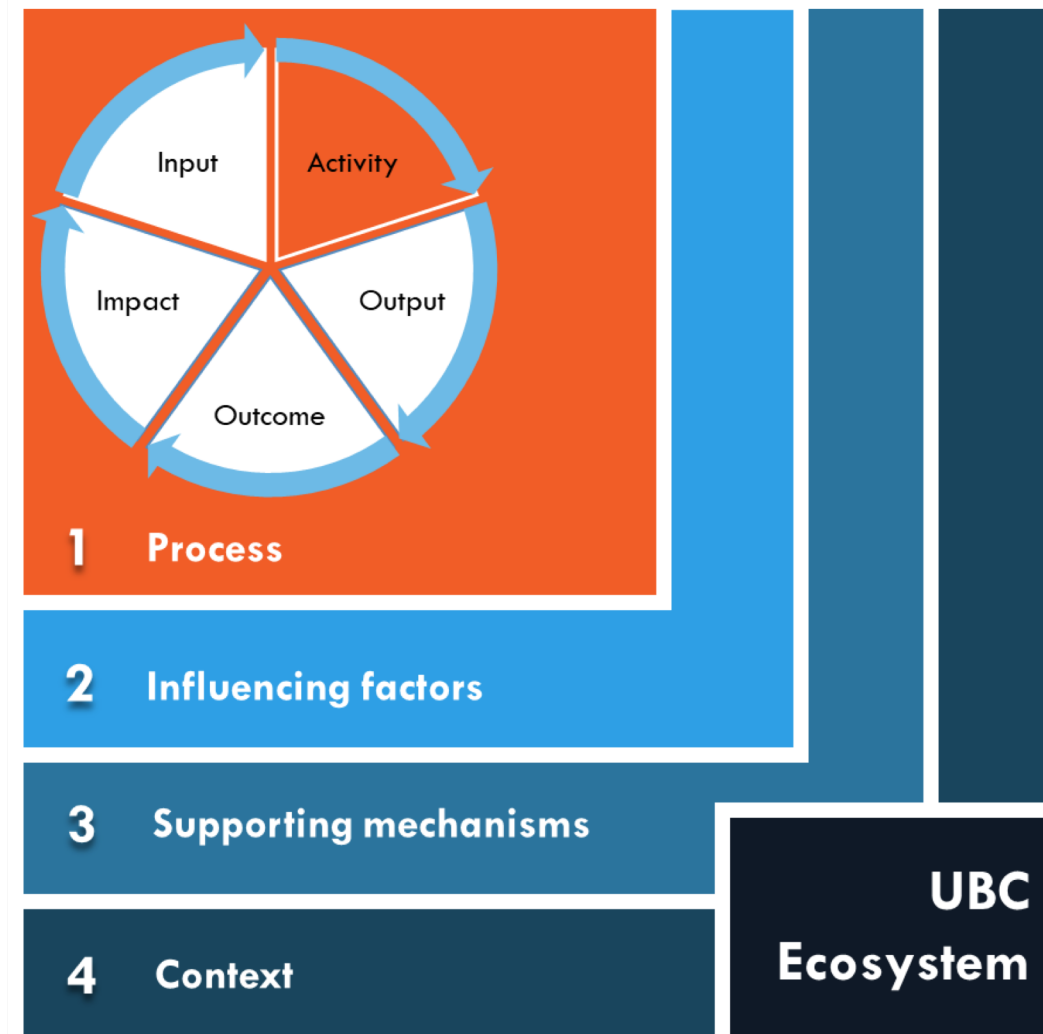 Input
Activity
Impact
Output
Outcome
1 Process
2 Influencing factors
3 Supporting mechanisms
4 Context
UBC
Ecosystem